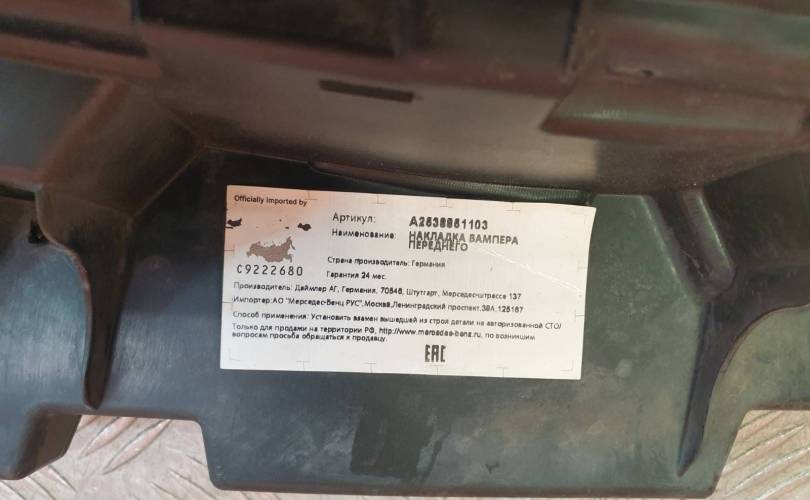 Officially imported by
Артикул: A2538851103
Наименование: НАКЛАДКА БАМПЕРА
ПЕРЕДНЕГО
Страна производитель: Германия
C9222680
Гарантия 24 мес.
Производитель: Даймлер АГ, Германия, 70546, Штутгарт, Мерседес-штрассе 137
Импортер:АО "Мерседес-Бенц РУС",Москва,Ленинградский проспект,39А,125167
Способ применения: Установить взамен вышедшей из строя детали на авторизованной СТО/
Только для продажи на территории РФ, http://www.mercedes-benz.ru, по возникшим
вопросам просьба обращаться к продавцу.
EAC